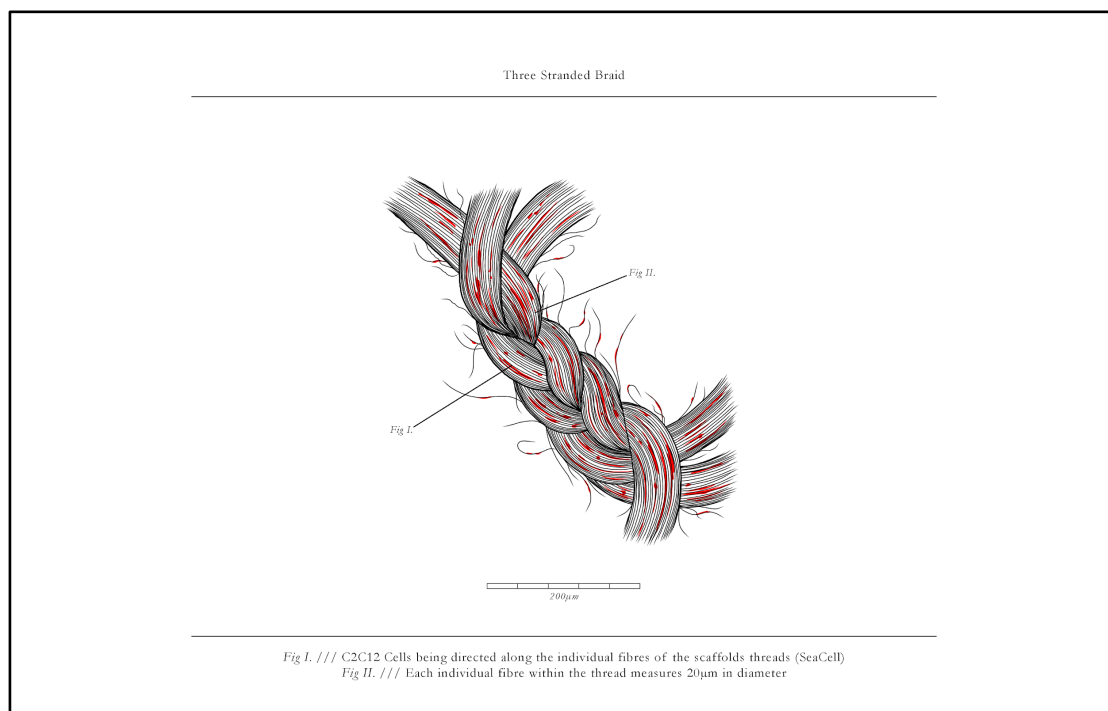 Three Stranded Braid
Fig II.
Fig I.
200µm
Fig I. /// C2C12 Cells being directed along the individual fibres of the scaffolds threads (SeaCell)
Fig II. /// Each individual fibre within the thread measures 20µm in diameter